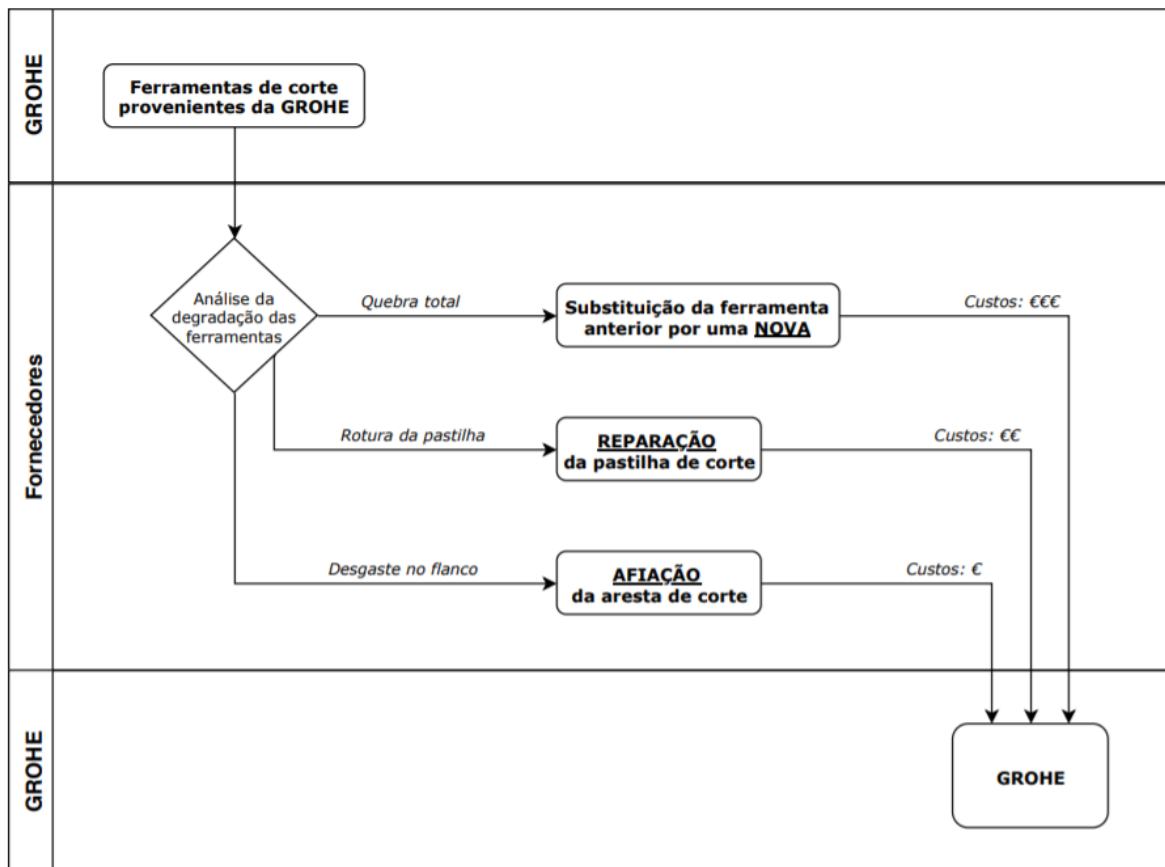 GROHE
Ferramentas de corte
provenientes da GROHE
Fornecedores
Análise da
degradação das
ferramentas
Quebra total
Substituição da ferramenta
anterior por uma NOVA
Custos: €€€
Rotura da pastilha
REPARAÇÃO
da pastilha de corte
Custos: €€
Desgaste no flanco
AFIAÇÃO
da aresta de corte
Custos: €
GROHE
GROHE